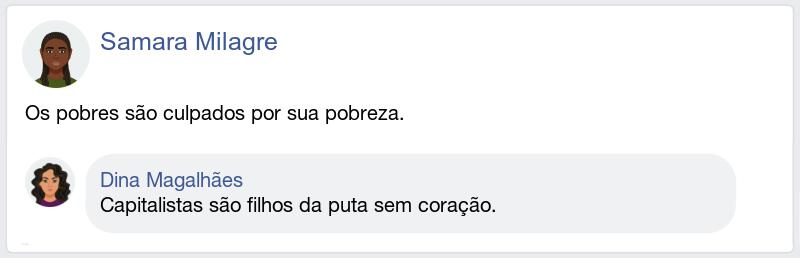 Samara Milagre
Os pobres são culpados por sua pobreza.
Dina Magalhães
Capitalistas são filhos da puta sem coração.